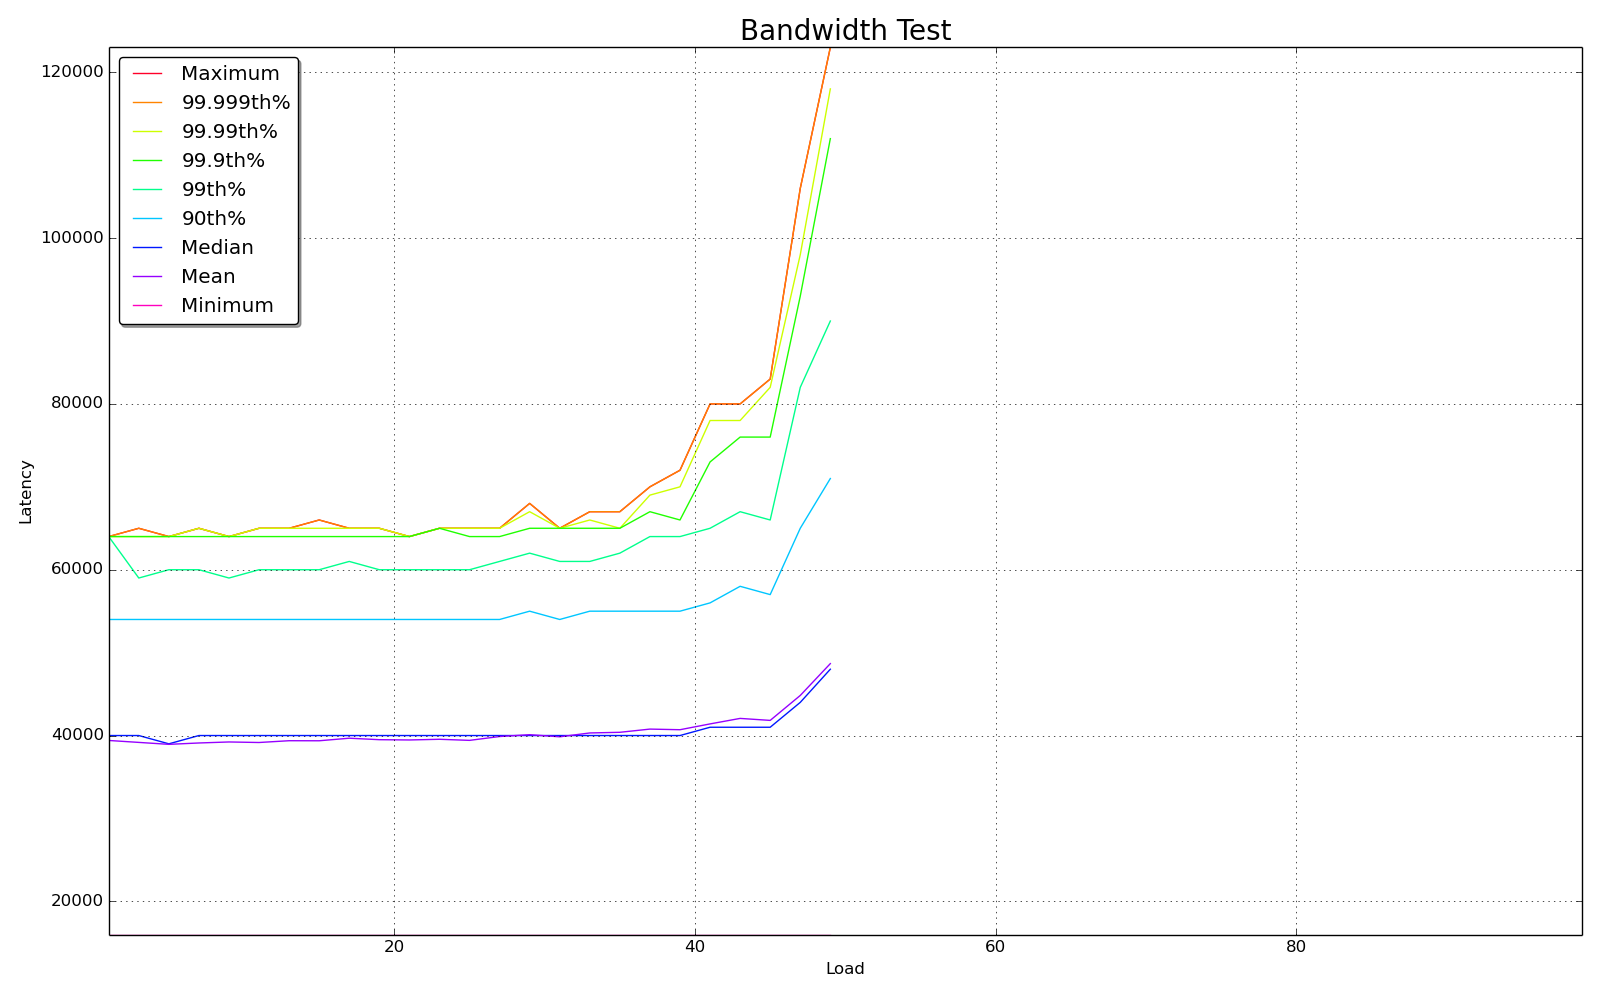 Bandwidth Test
120000
100000
80000
60000
40000
20000
Latency
Maximum
99.999th%
99.99th%
99.9th%
99th%
90th%
Median
Mean
Minimum
20 40 60 80
Load